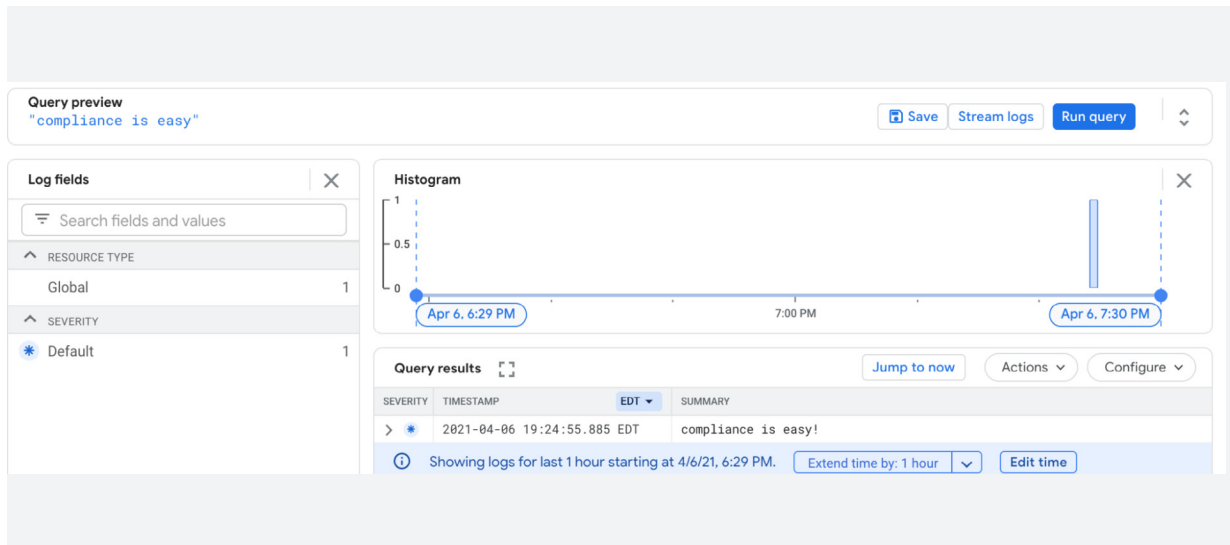 Query preview
"compliance is easy"
Save Stream logs Run query
Log fields
Search fields and values
RESOURCE TYPE
Global 1
SEVERITY
Default 1
Histogram
1
0.5
0
Apr 6, 6:29 PM 7:00 PM Apr 6, 7:30 PM
Query results Jump to now Actions Configure
SEVERITY TIMESTAMP EDT SUMMARY
2021-04-06 19:24:55.885 EDT compliance is easy!
Showing logs for last 1 hour starting at 4/6/21, 6:29 PM. Extend time by: 1 hour Edit time